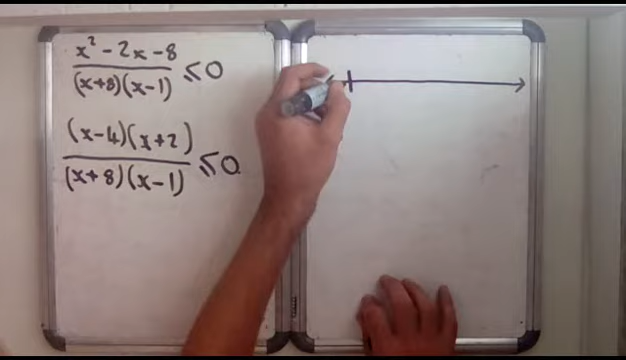 x² - 2x - 8
(x+8)(x-1) ≤ 0
(x-4)(x+2)
(x+8)(x-1) ≤ 0